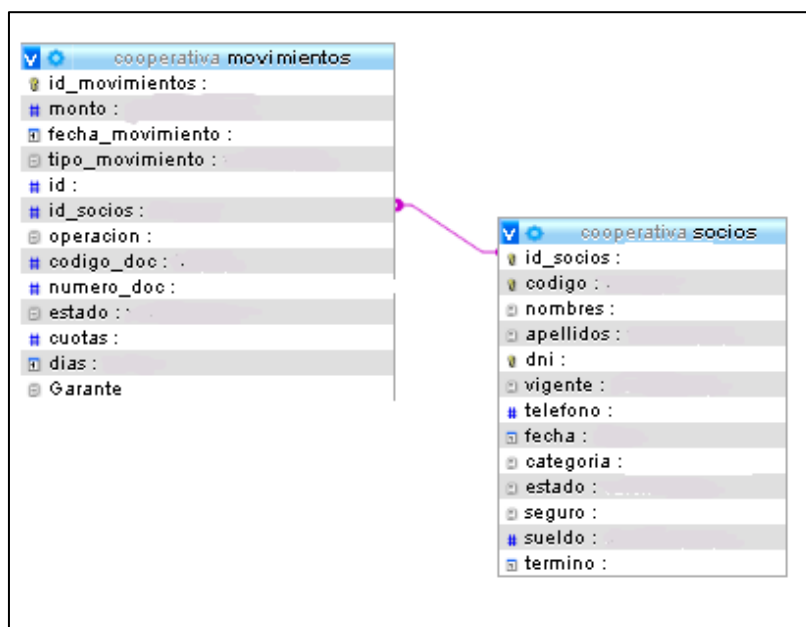 cooperativa movimientos
id_movimientos :
monto :
fecha_movimiento :
tipo_movimiento :
id :
id_socios :
operacion :
codigo_doc :
numero_doc :
estado :
cuotas :
dias :
Garante
cooperativa socios
id_socios :
codigo :
nombres :
apellidos :
dni :
vigente :
telefono :
fecha :
categoria :
estado :
seguro :
sueldo :
termino :